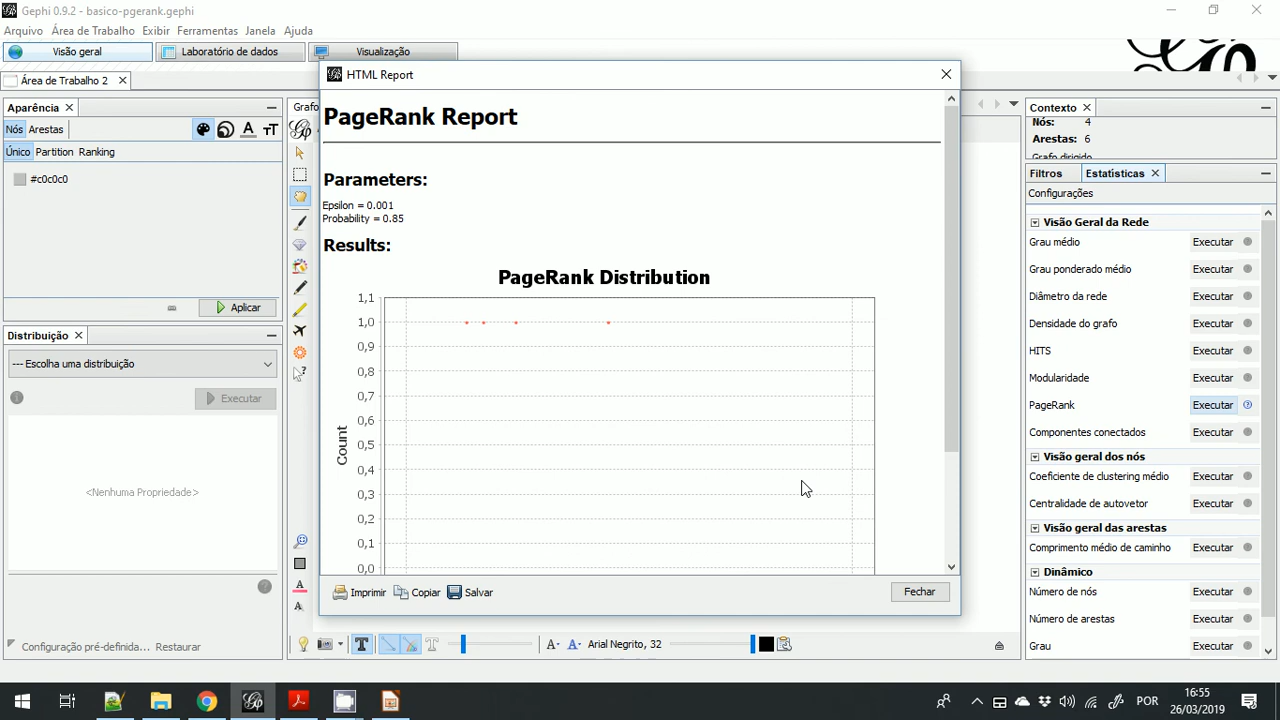 Gephi 0.9.2 - basico-pgerank.gephi
Arquivo Área de Trabalho Exibir Ferramentas Janela Ajuda
Visão geral Laboratório de dados Visualização
Área de Trabalho 2
Aparência
Nós Arestas
Único Partition Ranking
#c0c0c0
Aplicar
Distribuição
--- Escolha uma distribuição
Executar
<Nenhuma Propriedade>
Configuração pré-definida... Restaurar
Grafo
HTML Report
PageRank Report
Parameters:
Epsilon = 0.001
Probability = 0.85
Results:
PageRank Distribution
1,1
1,0
0,9
0,8
0,7
0,6
0,5
0,4
0,3
0,2
0,1
0,0
Count
Imprimir Copiar Salvar Fechar
Arial Negrito, 32
Contexto
Nós: 4
Arestas: 6
Grafo dirigido
Filtros Estatísticas
Configurações
Visão Geral da Rede
Grau médio Executar
Grau ponderado médio Executar
Diâmetro da rede Executar
Densidade do grafo Executar
HITS Executar
Modularidade Executar
PageRank Executar
Componentes conectados Executar
Visão geral dos nós
Coeficiente de clustering médio Executar
Centralidade de autovetor Executar
Visão geral das arestas
Comprimento médio de caminho Executar
Dinâmico
Número de nós Executar
Número de arestas Executar
Grau Executar
POR
16:55
26/03/2019